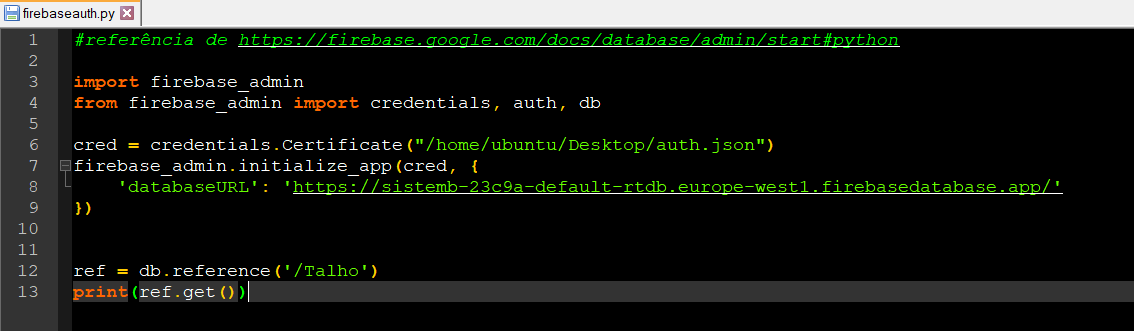 firebaseauth.py
1 #referência de https://firebase.google.com/docs/database/admin/start#python
2
3 import firebase_admin
4 from firebase_admin import credentials, auth, db
5
6 cred = credentials.Certificate("/home/ubuntu/Desktop/auth.json")
7 firebase_admin.initialize_app(cred, {
8     'databaseURL': 'https://sistemb-23c9a-default-rtdb.europe-west1.firebasedatabase.app/'
9 })
10
11
12 ref = db.reference('/Talho')
13 print(ref.get())